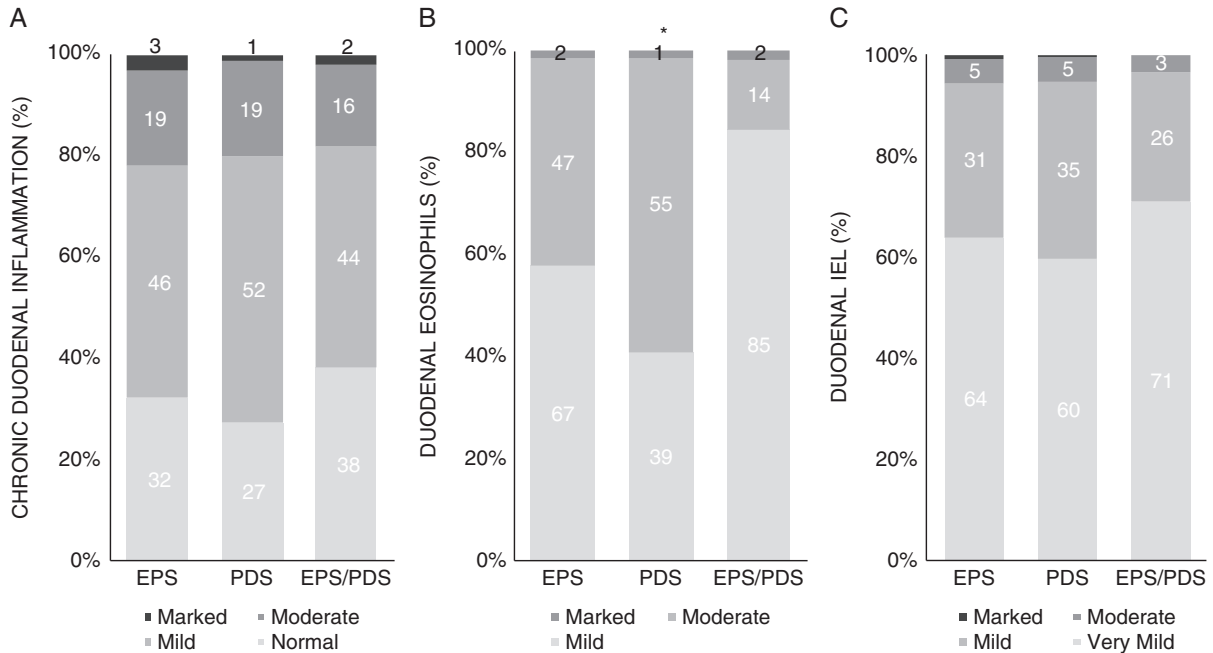 A
CHRONIC DUODENAL INFLAMMATION (%)
100%
80%
60%
40%
20%
0%
3
1
2
19
19
16
46
52
44
32
27
38
EPS
PDS
EPS/PDS
Marked
Moderate
Mild
Normal
B
*
DUODENAL EOSINOPHILS (%)
100%
80%
60%
40%
20%
0%
2
1
2
47
55
14
67
39
85
EPS
PDS
EPS/PDS
Marked
Moderate
Mild
C
DUODENAL IEL (%)
100%
80%
60%
40%
20%
0%
5
5
3
31
35
26
64
60
71
EPS
PDS
EPS/PDS
Marked
Moderate
Mild
Very Mild